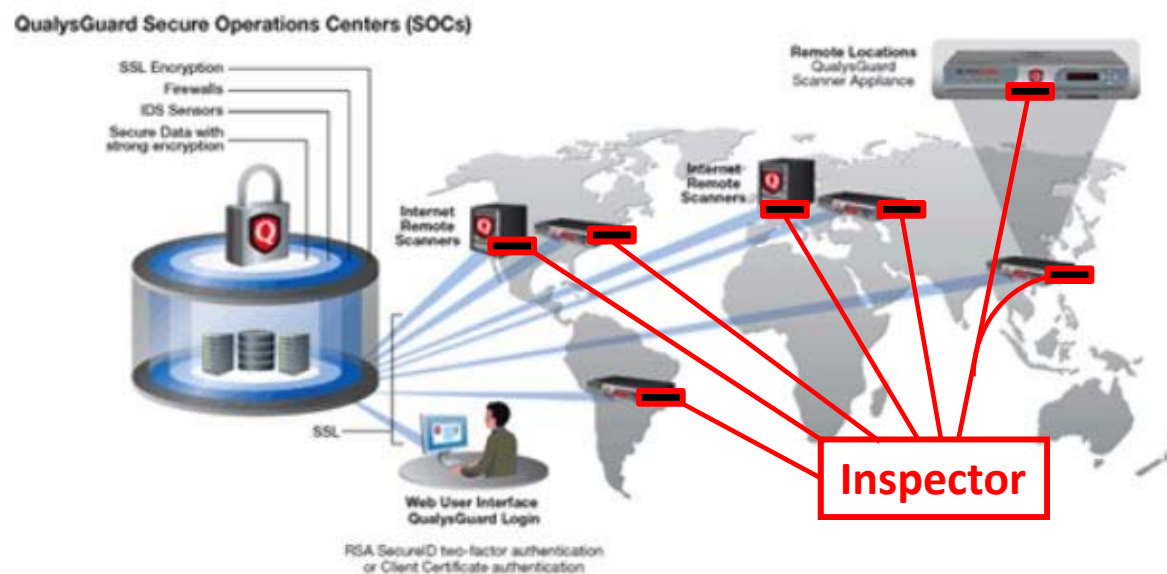 QualysGuard Secure Operations Centers (SOCs)
SSL Encryption
Firewalls
IDS Sensors
Secure Data with
strong encryption
Q
Internet
Remote
Scanners
Q
Internet
Remote
Scanners
Q
Remote Locations
QualysGuard
Scanner Appliance
Q
SSL
Web User Interface
QualysGuard Login
RSA SecureID two-factor authentication
or Client Certificate authentication
Inspector